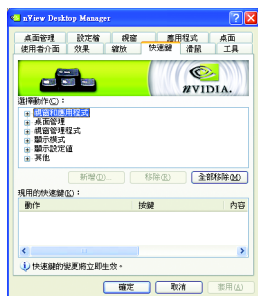 nView Desktop Manager
桌面管理 設定檔 視窗 應用程式 桌面
使用者介面 效果 縮放 快速鍵 滑鼠 工具
NVIDIA.
選擇動作(C)：
視窗和應用程式
桌面管理
視窗管理程式
顯示模式
顯示設定值
其他
新增(D)... 移除(R) 全部移除(M)
現用的快速鍵(E)：
動作 按鍵 內容
快速鍵的變更將立即生效。
確定 取消 套用(A)